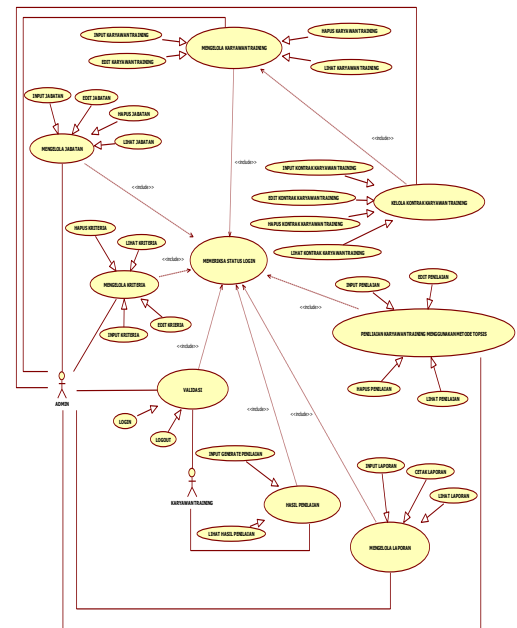 INPUT KARYAWAN TRAINING
HAPUS KARYAWAN TRAINING
MENGELOLA KARYAWAN TRAINING
EDIT KARYAWAN TRAINING
LIHAT KARYAWAN TRAINING
INPUT JABATAN
EDIT JABATAN
HAPUS JABATAN
<<include>>
LIHAT JABATAN
MENGELOLA JABATAN
<<include>>
INPUT KONTRAK KARYAWAN TRAINING
<<include>>
EDIT KONTRAK KARYAWAN TRAINING
KELOLA KONTRAK KARYAWAN TRAINING
HAPUS KONTRAK KARYAWAN TRAINING
HAPUS KRITERIA
LIHAT KRITERIA
LIHAT KONTRAK KARYAWAN TRAINING
<<include>>
MEMERIKSA STATUS LOGIN
EDIT PENILAIAN
MENGELOLA KRITERIA
INPUT PENILAIAN
<<include>>
EDIT KRIERIA
INPUT KRITERIA
PENILIAIAN KARYAWAN TRAINING MENGGUNAKAN METODE TOPSIS
<<include>>
VALIDASI
HAPUS PENILAIAN
LIHAT PENILAIAN
ADMIN
<<include>>
<<include>>
LOGIN
LOGOUT
INPUT GENERATE PENILAIAN
INPUT LAPORAN
CETAK LAPORAN
LIHAT LAPORAN
KARYAWAN TRAINING
HASIL PENILAIAN
LIHAT HASIL PENILAIAN
MENGELOLA LAPORAN